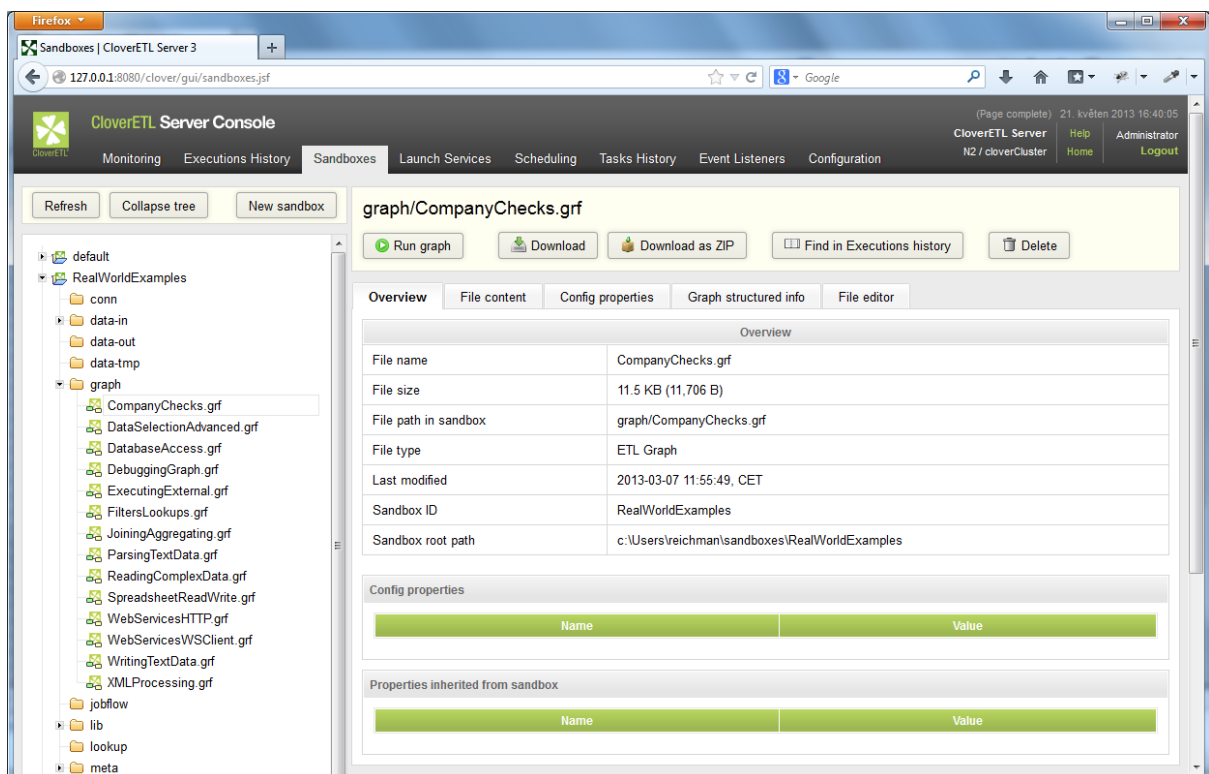 Firefox
Sandboxes | CloverETL Server 3
127.0.0.1:8080/clover/gui/sandboxes.jsf
Google
CloverETL
CloverETL Server Console
(Page complete) 21. květen 2013 16:40:05
CloverETL Server Help Administrator
N2 / cloverCluster Home Logout
Monitoring Executions History Sandboxes Launch Services Scheduling Tasks History Event Listeners Configuration
Refresh Collapse tree New sandbox
default
RealWorldExamples
conn
data-in
data-out
data-tmp
graph
CompanyChecks.grf
DataSelectionAdvanced.grf
DatabaseAccess.grf
DebuggingGraph.grf
ExecutingExternal.grf
FiltersLookups.grf
JoiningAggregating.grf
ParsingTextData.grf
ReadingComplexData.grf
SpreadsheetReadWrite.grf
WebServicesHTTP.grf
WebServicesWSClient.grf
WritingTextData.grf
XMLProcessing.grf
jobflow
lib
lookup
meta
graph/CompanyChecks.grf
Run graph Download Download as ZIP Find in Executions history Delete
Overview File content Config properties Graph structured info File editor
Overview
File name CompanyChecks.grf
File size 11.5 KB (11,706 B)
File path in sandbox graph/CompanyChecks.grf
File type ETL Graph
Last modified 2013-03-07 11:55:49, CET
Sandbox ID RealWorldExamples
Sandbox root path c:\Users\reichman\sandboxes\RealWorldExamples
Config properties
Name Value
Properties inherited from sandbox
Name Value